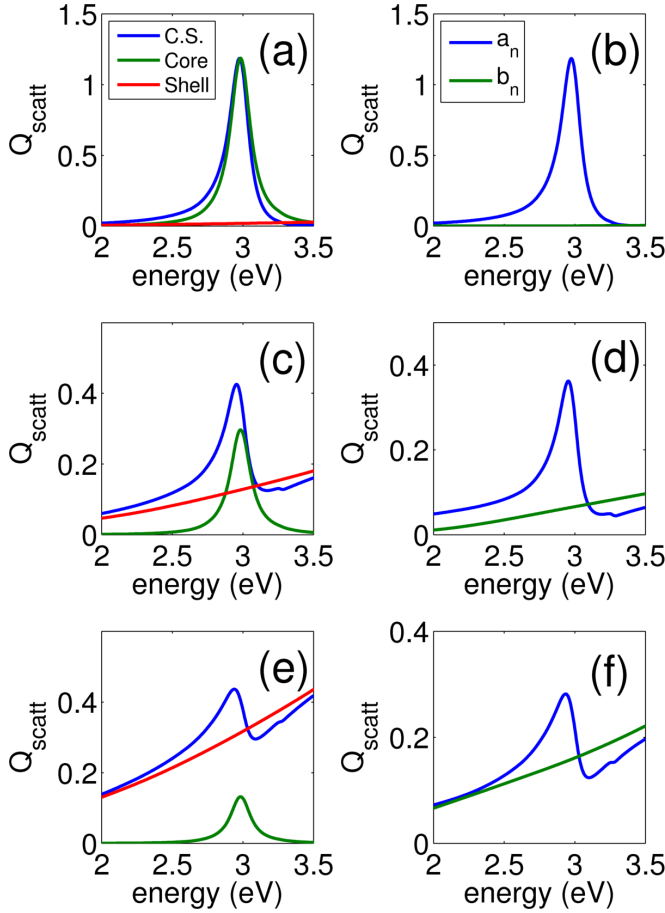 1.5
1
0.5
0
Q_scatt
C.S.
Core
Shell
(a)
2 2.5 3 3.5
energy (eV)
1.5
1
0.5
0
Q_scatt
a_n
b_n
(b)
2 2.5 3 3.5
energy (eV)
0.4
0.2
0
Q_scatt
(c)
2 2.5 3 3.5
energy (eV)
0.4
0.2
0
Q_scatt
(d)
2 2.5 3 3.5
energy (eV)
0.4
0.2
0
Q_scatt
(e)
2 2.5 3 3.5
energy (eV)
0.4
0.2
0
Q_scatt
(f)
2 2.5 3 3.5
energy (eV)